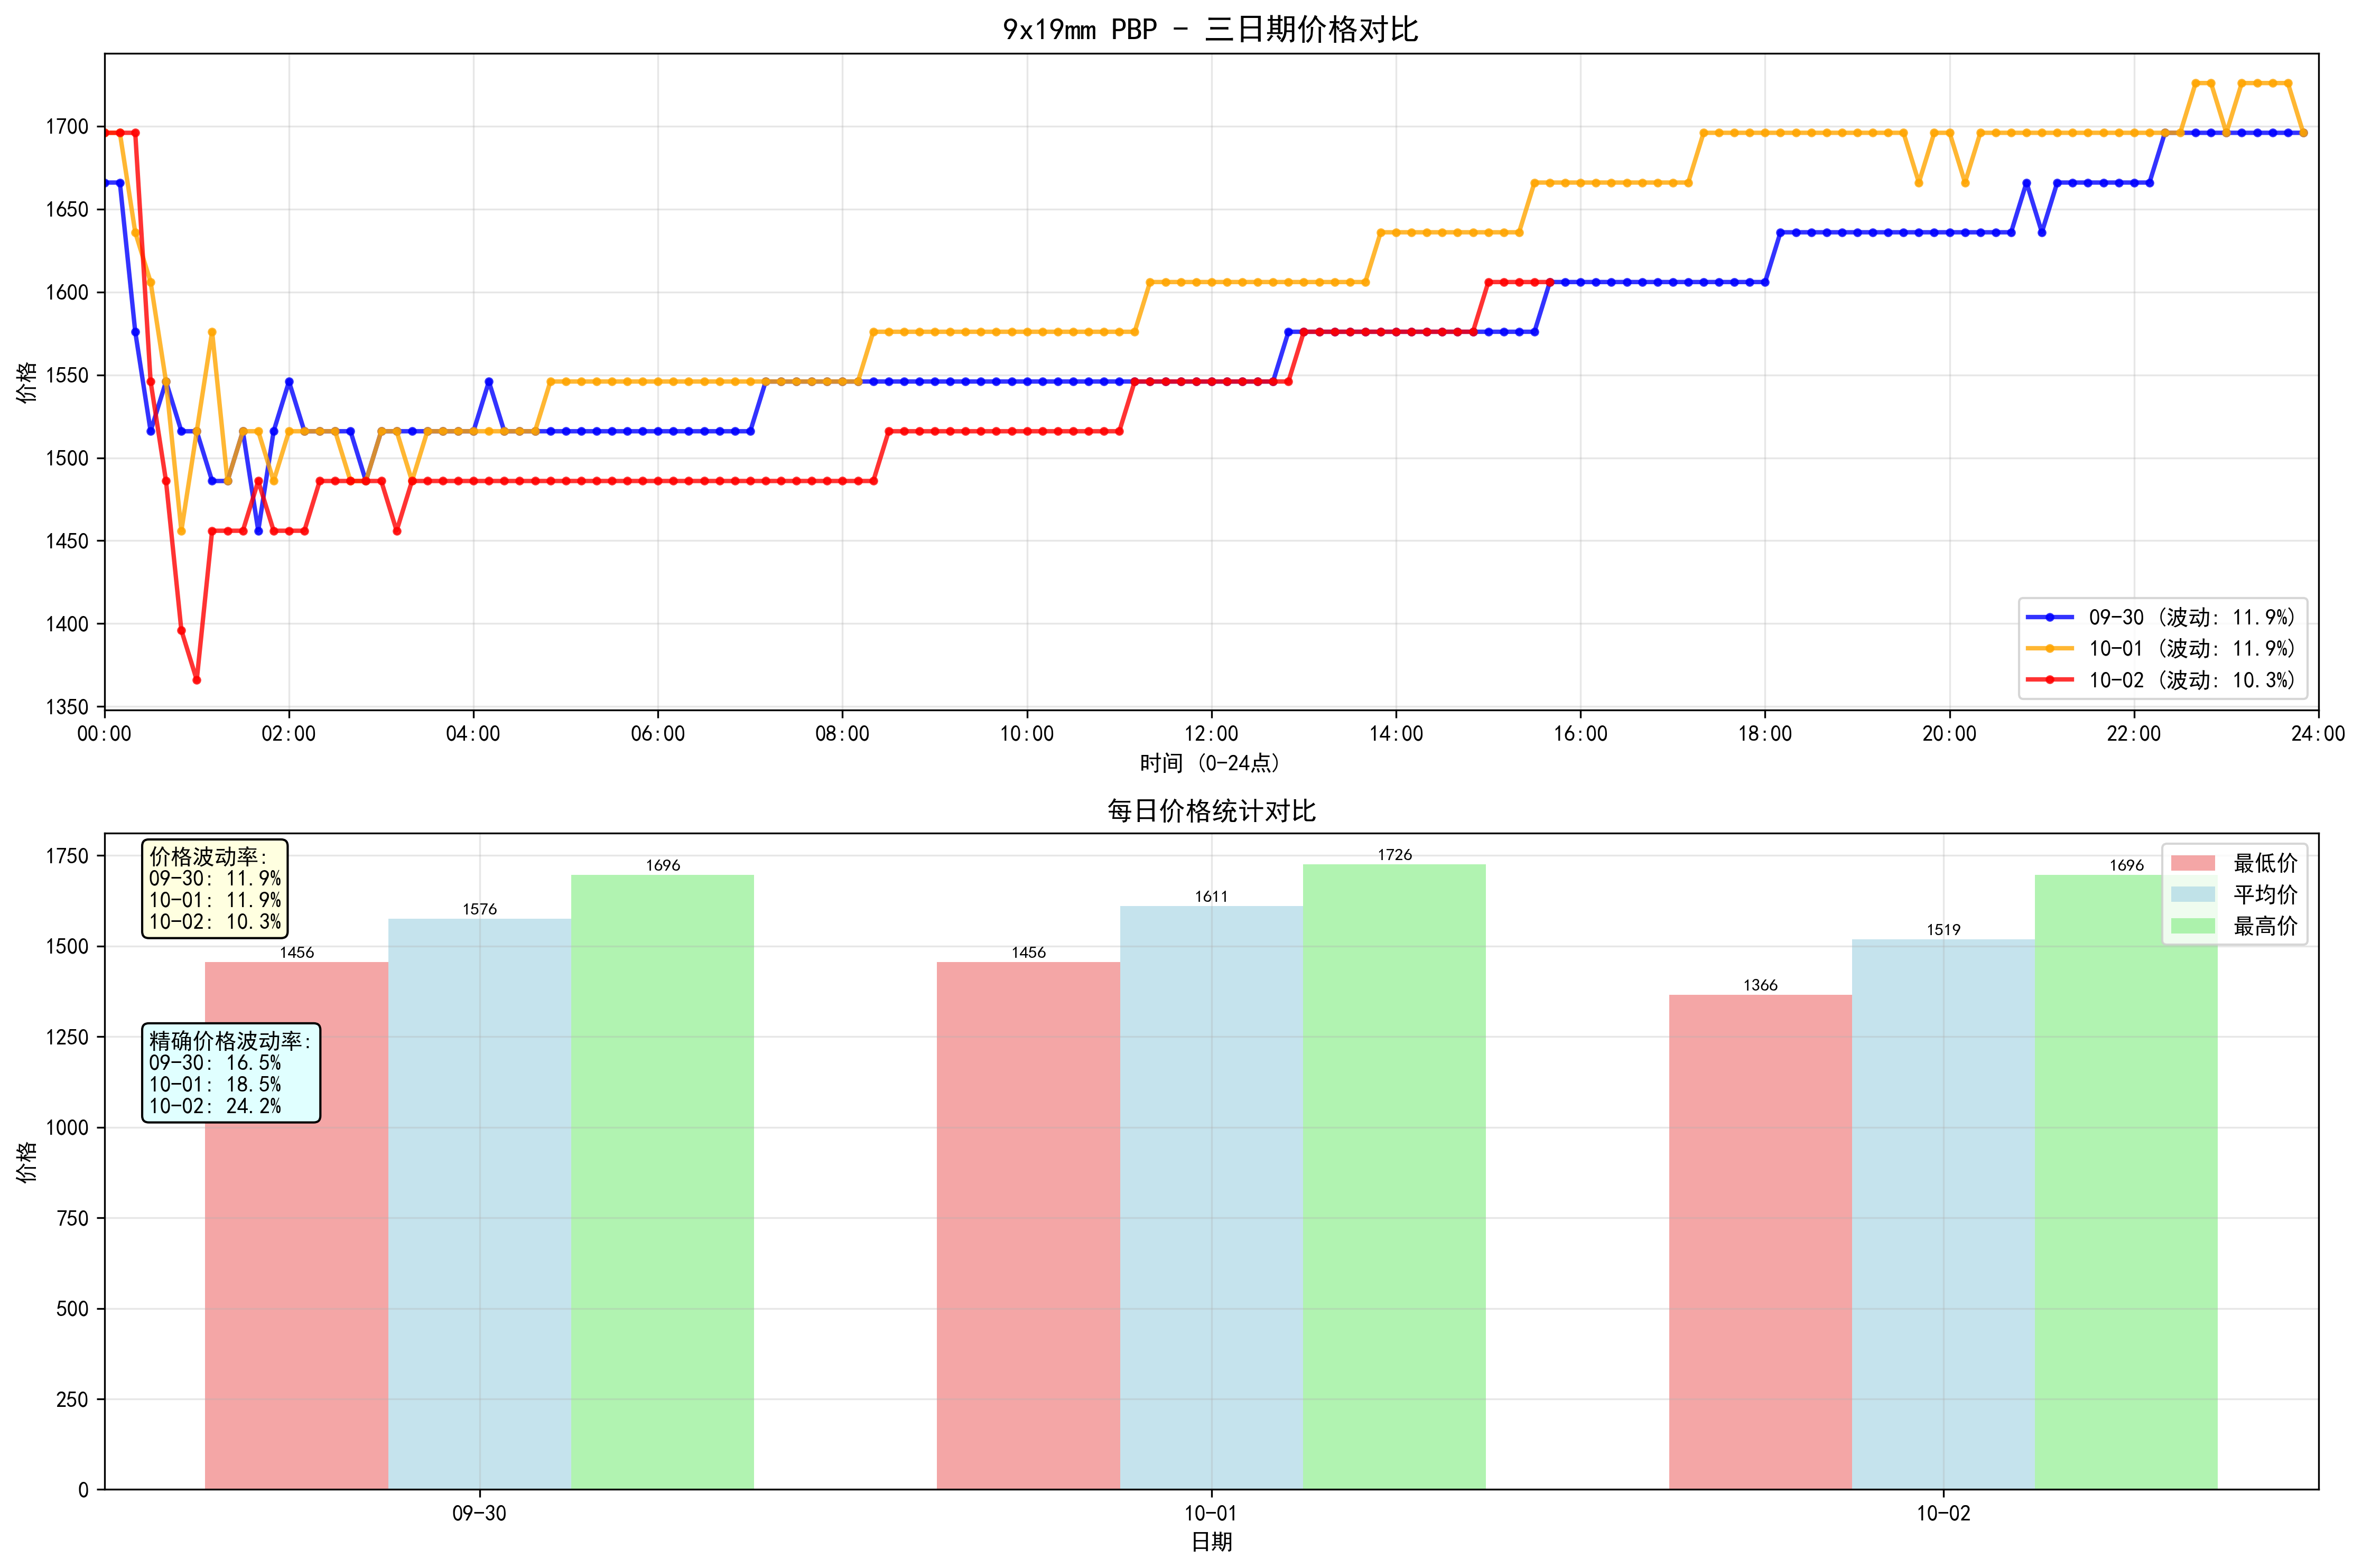 9x19mm PBP - 三日期价格对比
价格
1700
1650
1600
1550
1500
1450
1400
1350
09-30 (波动: 11.9%)
10-01 (波动: 11.9%)
10-02 (波动: 10.3%)
00:00 02:00 04:00 06:00 08:00 10:00 12:00 14:00 16:00 18:00 20:00 22:00 24:00
时间 (0-24点)
每日价格统计对比
价格
1750
1500
1250
1000
750
500
250
0
价格波动率:
09-30: 11.9%
10-01: 11.9%
10-02: 10.3%
精确价格波动率:
09-30: 16.5%
10-01: 18.5%
10-02: 24.2%
1456 1576 1696
1456 1611 1726
1366 1519 1696
最低价
平均价
最高价
09-30 10-01 10-02
日期